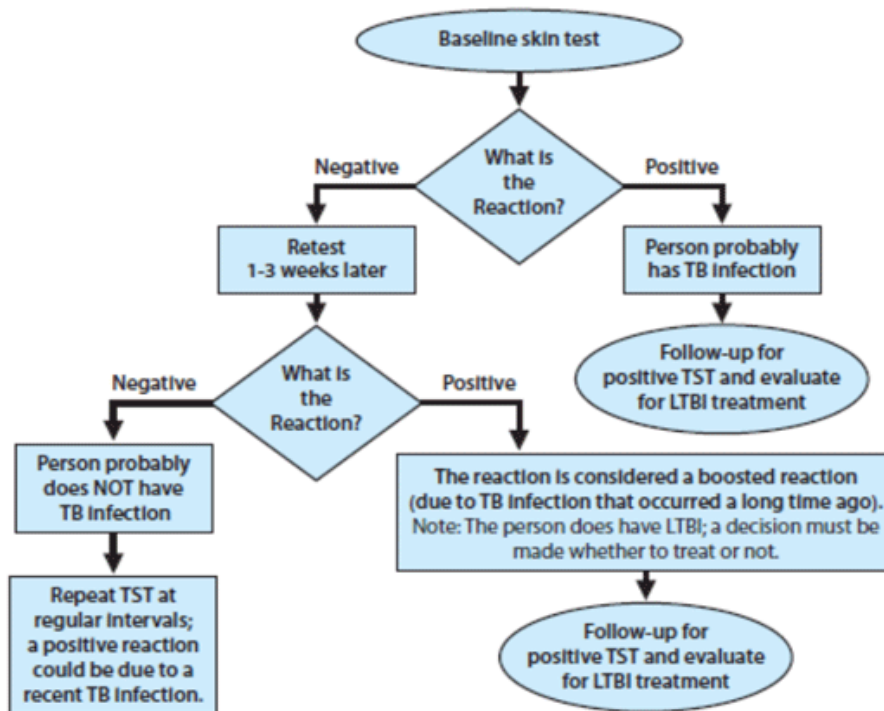 Baseline skin test
What is
the
Reaction?
Negative
Positive
Retest
1-3 weeks later
Person probably
has TB infection
Follow-up for
positive TST and evaluate
for LTBI treatment
What is
the
Reaction?
Negative
Positive
Person probably
does NOT have
TB infection
The reaction is considered a boosted reaction
(due to TB infection that occurred a long time ago).
Note: The person does have LTBI; a decision must be
made whether to treat or not.
Repeat TST at
regular intervals;
a positive reaction
could be due to a
recent TB infection.
Follow-up for
positive TST and evaluate
for LTBI treatment